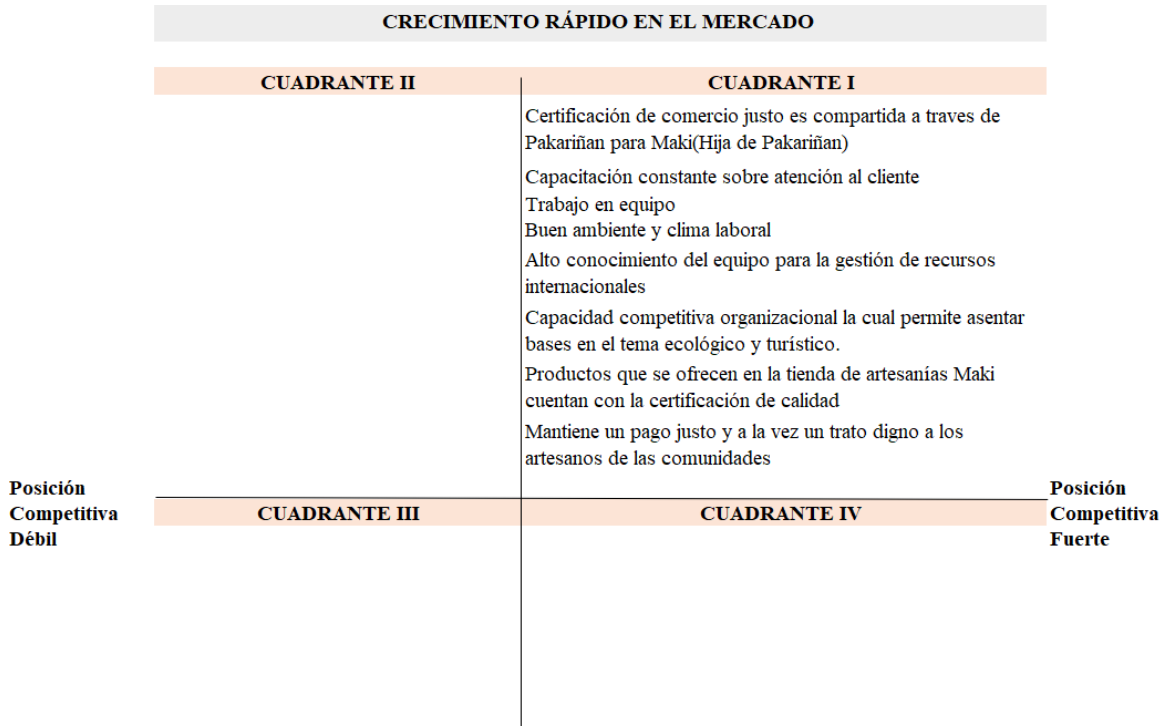 CRECIMIENTO RÁPIDO EN EL MERCADO
CUADRANTE II
CUADRANTE I
Certificación de comercio justo es compartida a traves de
Pakariñan para Maki(Hija de Pakariñan)
Capacitación constante sobre atención al cliente
Trabajo en equipo
Buen ambiente y clima laboral
Alto conocimiento del equipo para la gestión de recursos
internacionales
Capacidad competitiva organizacional la cual permite asentar
bases en el tema ecológico y turístico.
Productos que se ofrecen en la tienda de artesanías Maki
cuentan con la certificación de calidad
Mantiene un pago justo y a la vez un trato digno a los
artesanos de las comunidades
Posición
Competitiva
Débil
CUADRANTE III
CUADRANTE IV
Posición
Competitiva
Fuerte